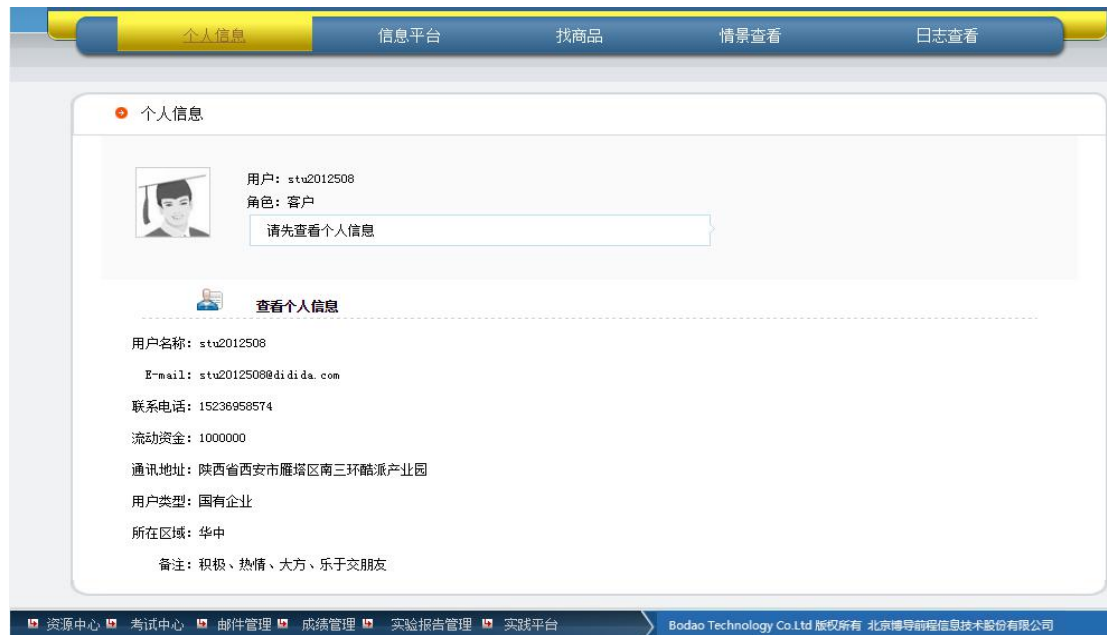 个人信息 信息平台 找商品 情景查看 日志查看
个人信息
用户：stu2012508
角色：客户
请先查看个人信息
查看个人信息
用户名称：stu2012508
E-mail：stu2012508@didida.com
联系电话：15236958574
流动资金：1000000
通讯地址：陕西省西安市雁塔区南三环酷派产业园
用户类型：国有企业
所在区域：华中
备注：积极、热情、大方、乐于交朋友
资源中心 考试中心 邮件管理 成绩管理 实验报告管理 实践平台 Bodao Technology Co.Ltd 版权所有 北京博导前程信息技术股份有限公司